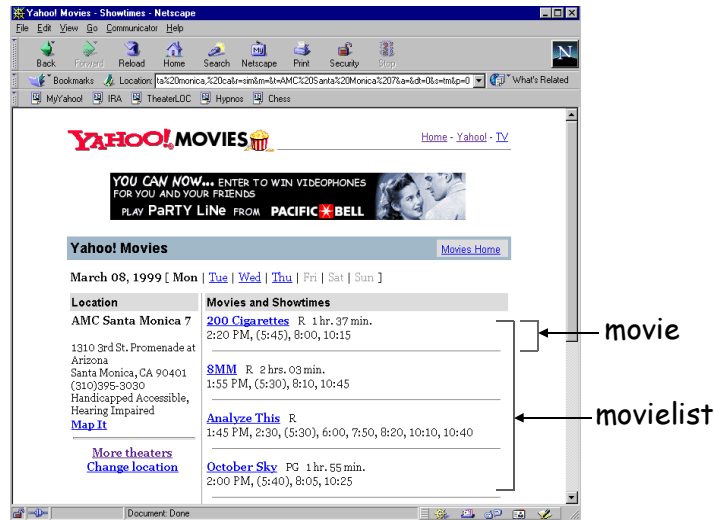 Yahoo! Movies - Showtimes - Netscape
File Edit View Go Communicator Help
Back Forward Reload Home Search Netscape Print Security Stop
Bookmarks Location: ta%20monica,%20ca&r=sim&m=&t=AMC%20Santa%20Monica%207&a=&dt=0&s=tm&p=0 What's Related
MyYahoo! IRA TheaterLOC Hypnos Chess
YAHOO! MOVIES
Home - Yahoo! - TV
YOU CAN NOW... ENTER TO WIN VIDEOPHONES
FOR YOU AND YOUR FRIENDS
PLAY PaRTY LiNe FROM PACIFIC BELL
Yahoo! Movies
Movies Home
March 08, 1999 [ Mon | Tue | Wed | Thu | Fri | Sat | Sun ]
Location
AMC Santa Monica 7
1310 3rd St. Promenade at
Arizona
Santa Monica, CA 90401
(310)395-3030
Handicapped Accessible,
Hearing Impaired
Map It
More theaters
Change location
Movies and Showtimes
200 Cigarettes R 1 hr. 37 min.
2:20 PM, (5:45), 8:00, 10:15
8MM R 2 hrs. 03 min.
1:55 PM, (5:30), 8:10, 10:45
Analyze This R
1:45 PM, 2:30, (5:30), 6:00, 7:50, 8:20, 10:10, 10:40
October Sky PG 1 hr. 55 min.
2:00 PM, (5:40), 8:05, 10:25
movie
movielist
Document: Done